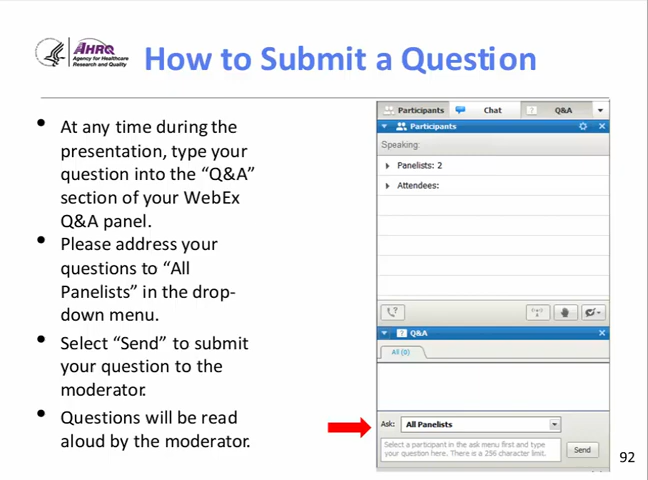 AHRQ
Agency for Healthcare
Research and Quality
How to Submit a Question
• At any time during the
presentation, type your
question into the “Q&A”
section of your WebEx
Q&A panel.
• Please address your
questions to “All
Panelists” in the drop-
down menu.
• Select “Send” to submit
your question to the
moderator.
• Questions will be read
aloud by the moderator.
Participants Chat Q&A
Participants
Speaking:
Panelists: 2
Attendees:
Q&A
All (0)
Ask: All Panelists
Select a participant in the ask menu first and type
your question here. There is a 256 character limit.
Send
92